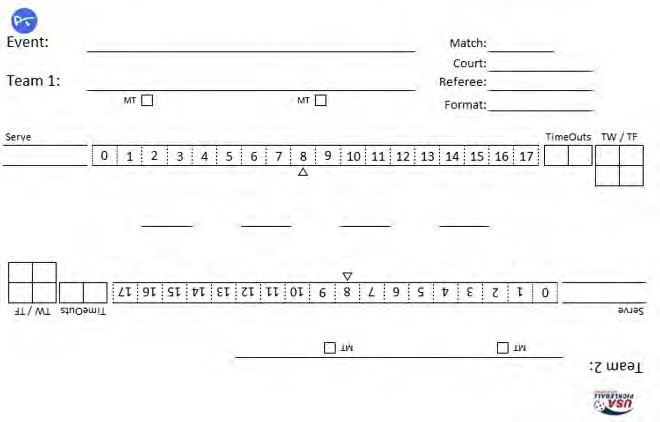 PT
Event:
Match:
Court:
Team 1:
Referee:
MT MT
Format:
Serve TimeOuts TW / TF
0 1 2 3 4 5 6 7 8 9 10 11 12 13 14 15 16 17
Team 2:
MT MT
Serve TimeOuts TW / TF
0 1 2 3 4 5 6 7 8 9 10 11 12 13 14 15 16 17
USA
PICKLEBALL